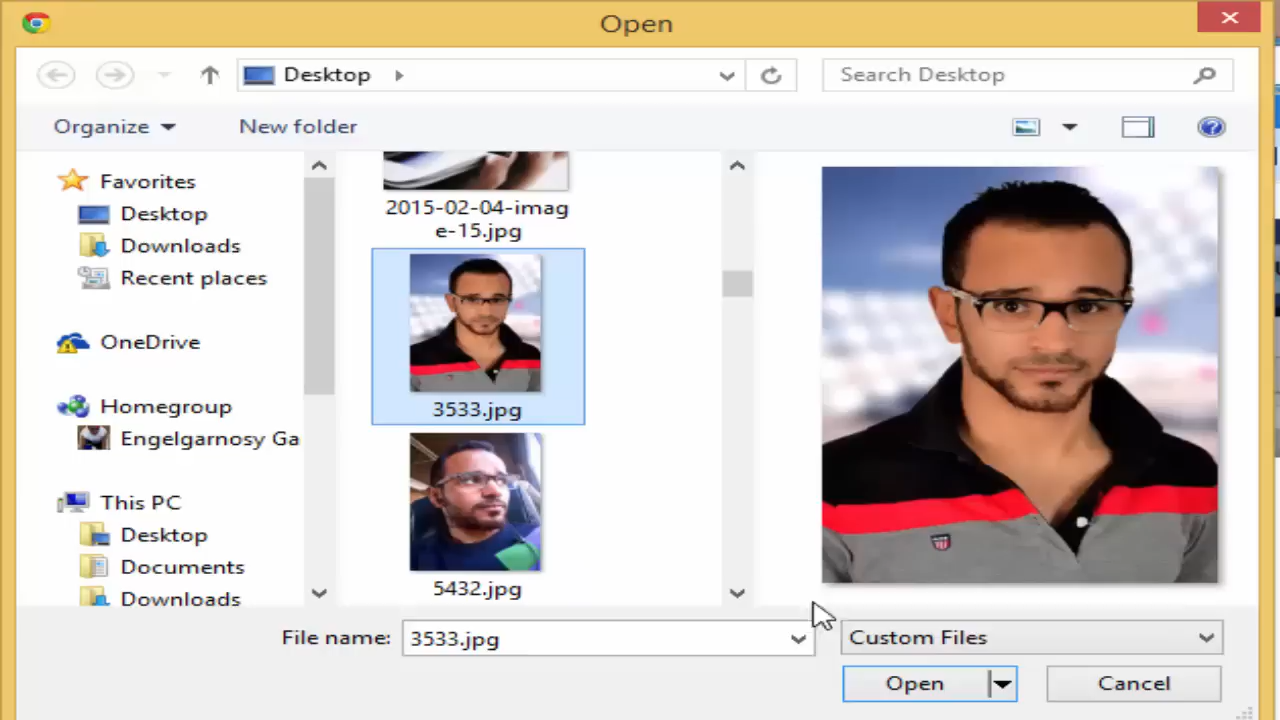 Open
Desktop
Search Desktop
Organize
New folder
Favorites
Desktop
Downloads
Recent places
OneDrive
Homegroup
Engelgarnosy Ga
This PC
Desktop
Documents
Downloads
2015-02-04-imag
e-15.jpg
3533.jpg
5432.jpg
File name:
3533.jpg
Custom Files
Open
Cancel